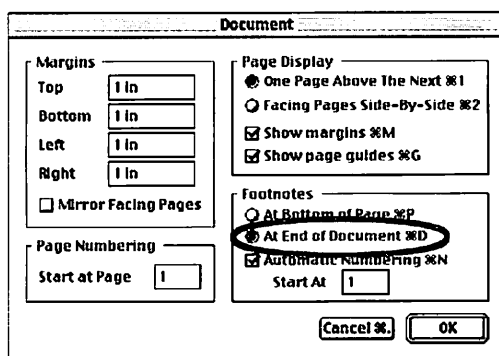 Document
Margins
Top 1 in
Bottom 1 in
Left 1 in
Right 1 in
Mirror Facing Pages
Page Numbering
Start at Page 1
Page Display
One Page Above The Next ⌘1
Facing Pages Side-By-Side ⌘2
Show margins ⌘M
Show page guides ⌘G
Footnotes
At Bottom of Page ⌘P
At End of Document ⌘D
Automatic Numbering ⌘N
Start At 1
Cancel ⌘.
OK